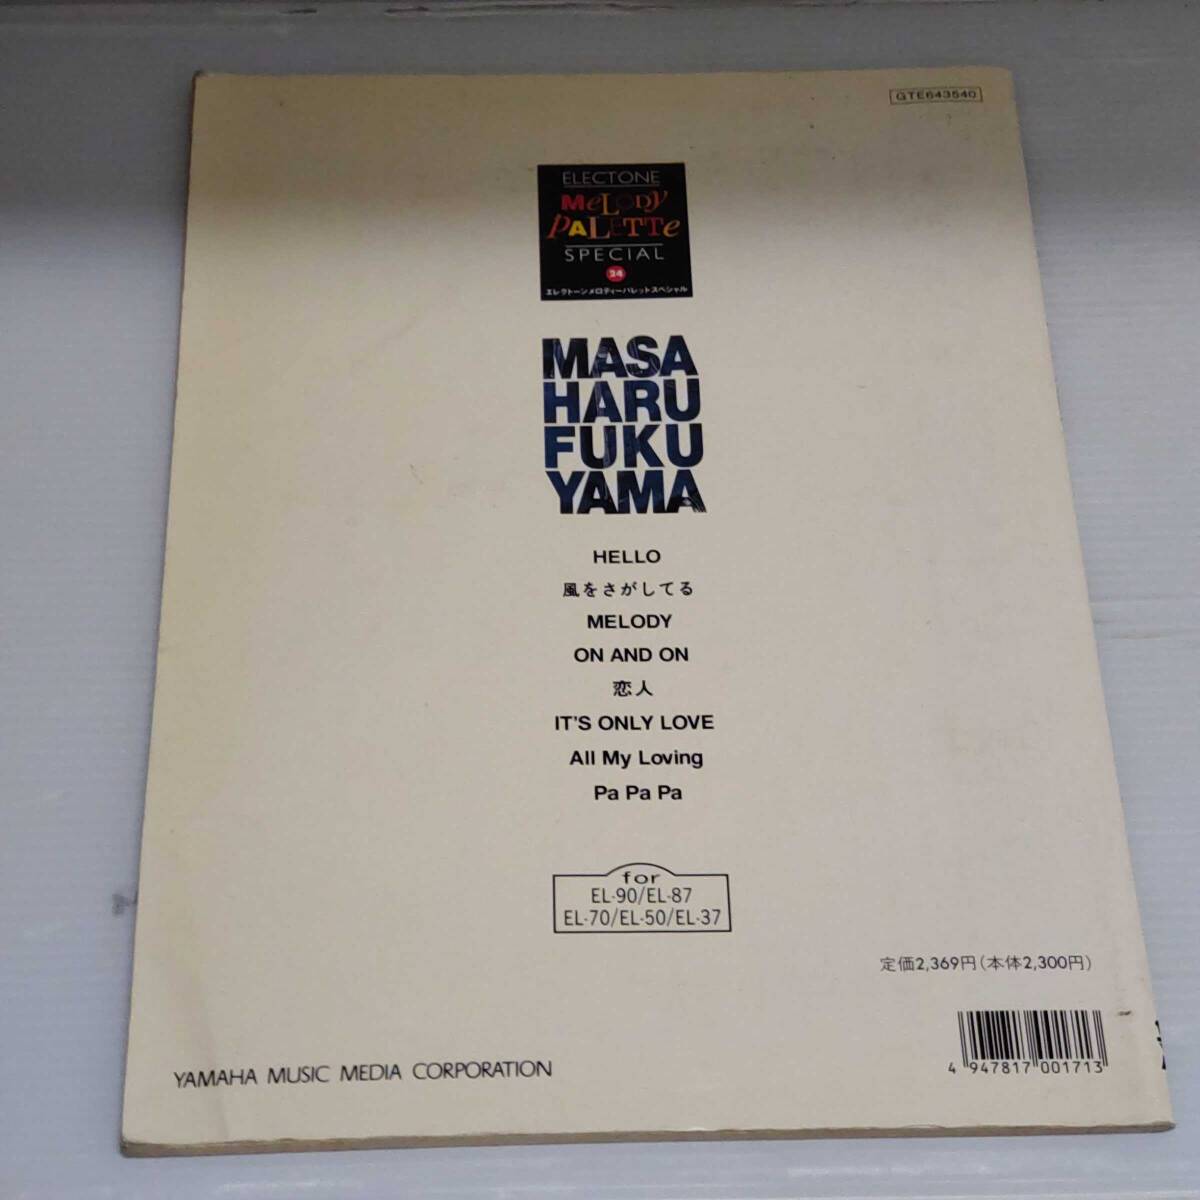 GTE643540
ELECTONE
MeLODy
PALeTTe
SPECIAL
24
エレクトーンメロディーパレットスペシャル
MASA
HARU
FUKU
YAMA
HELLO
風をさがしてる
MELODY
ON AND ON
恋人
IT'S ONLY LOVE
All My Loving
Pa Pa Pa
for
EL-90/EL-87
EL-70/EL-50/EL-37
定価2,369円(本体2,300円)
4 947817 001713
YAMAHA MUSIC MEDIA CORPORATION